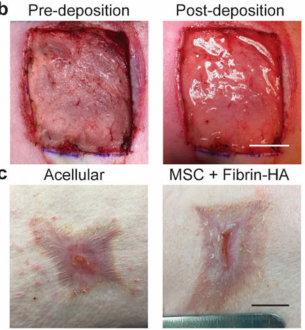 b
Pre-deposition Post-deposition
c
Acellular MSC + Fibrin-HA